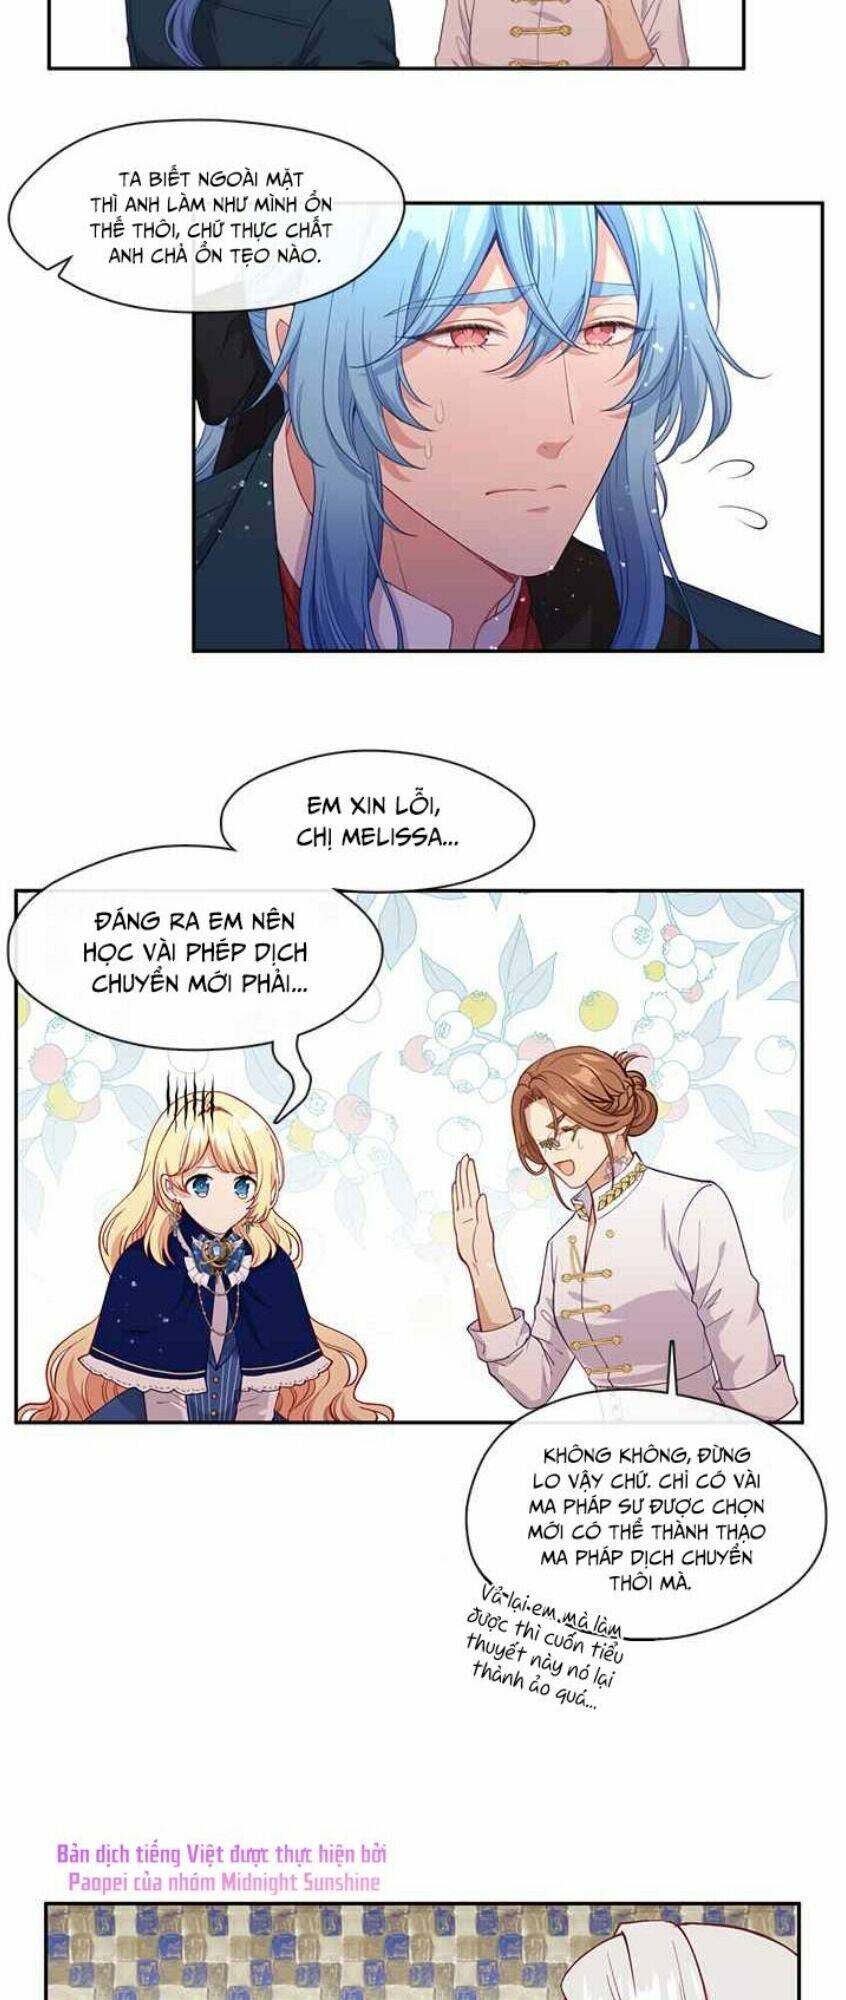 TA BIẾT NGOÀI MẶT
THÌ ANH LÀM NHƯ MÌNH ỔN
THẾ THÔI, CHỨ THỰC CHẤT
ANH CHẢ ỔN TẸO NÀO.
EM XIN LỖI,
CHỊ MELISSA...
ĐÁNG RA EM NÊN
HỌC VÀI PHÉP DỊCH
CHUYỂN MỚI PHẢI...
KHÔNG KHÔNG, ĐỪNG
LO VẬY CHỨ. CHỈ CÓ VÀI
MA PHÁP SƯ ĐƯỢC CHỌN
MỚI CÓ THỂ THÀNH THẠO
MA PHÁP DỊCH CHUYỂN
THÔI MÀ.
Vả lại em mà làm
được thì cuốn tiểu
thuyết này nó lại
thành ảo quá...
Bản dịch tiếng Việt được thực hiện bởi
Paopei của nhóm Midnight Sunshine